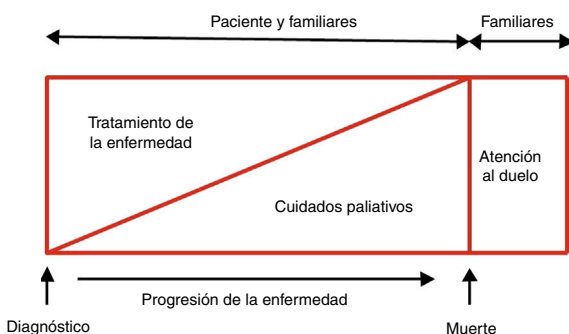 Paciente y familiares
Familiares
Tratamiento de
la enfermedad
Cuidados paliativos
Atención
al duelo
Progresión de la enfermedad
Diagnóstico
Muerte